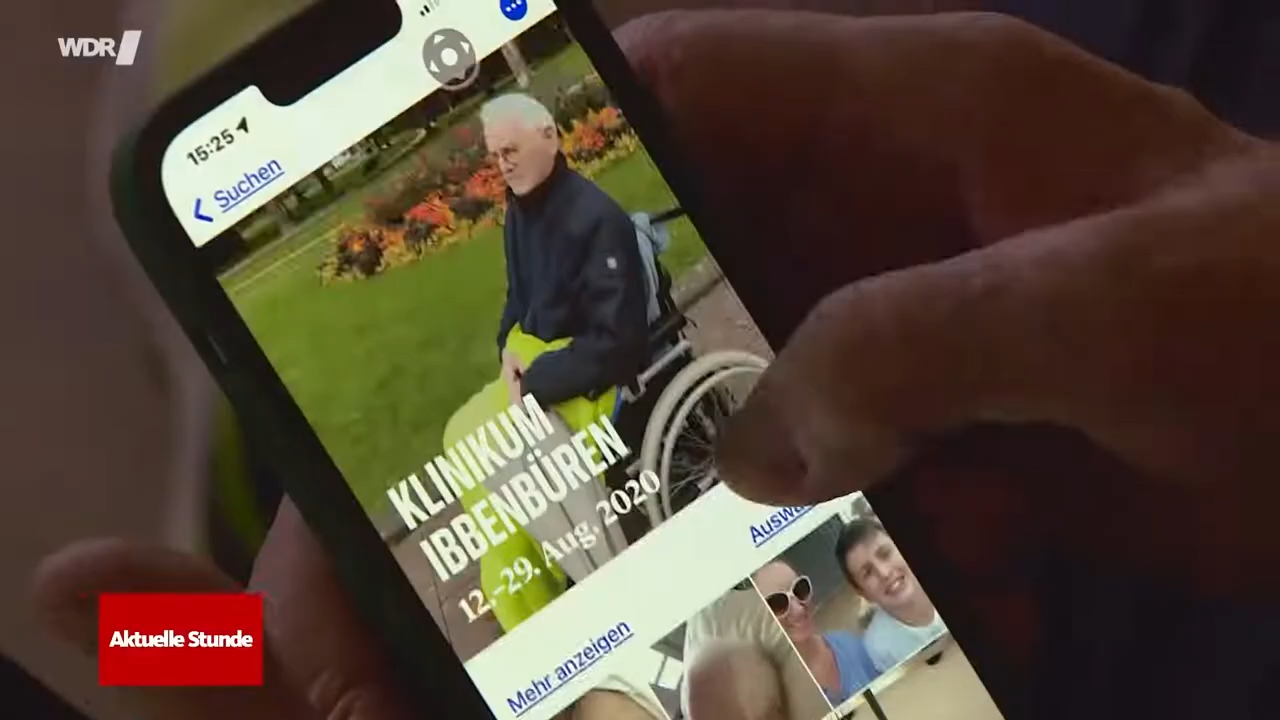 WDR
15:25
Suchen
KLINIKUM
IBBENBÜREN
12.-29. Aug. 2020
Mehr anzeigen
Aktuelle Stunde